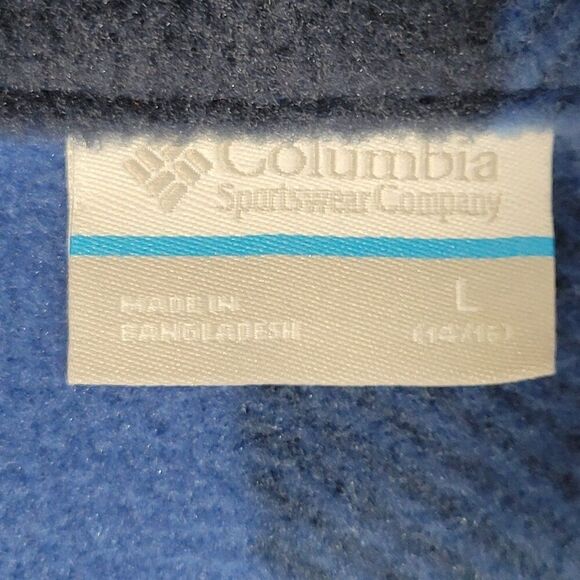 Columbia
Sportswear Company
L
MADE IN
BANGLADESH
(14/16)